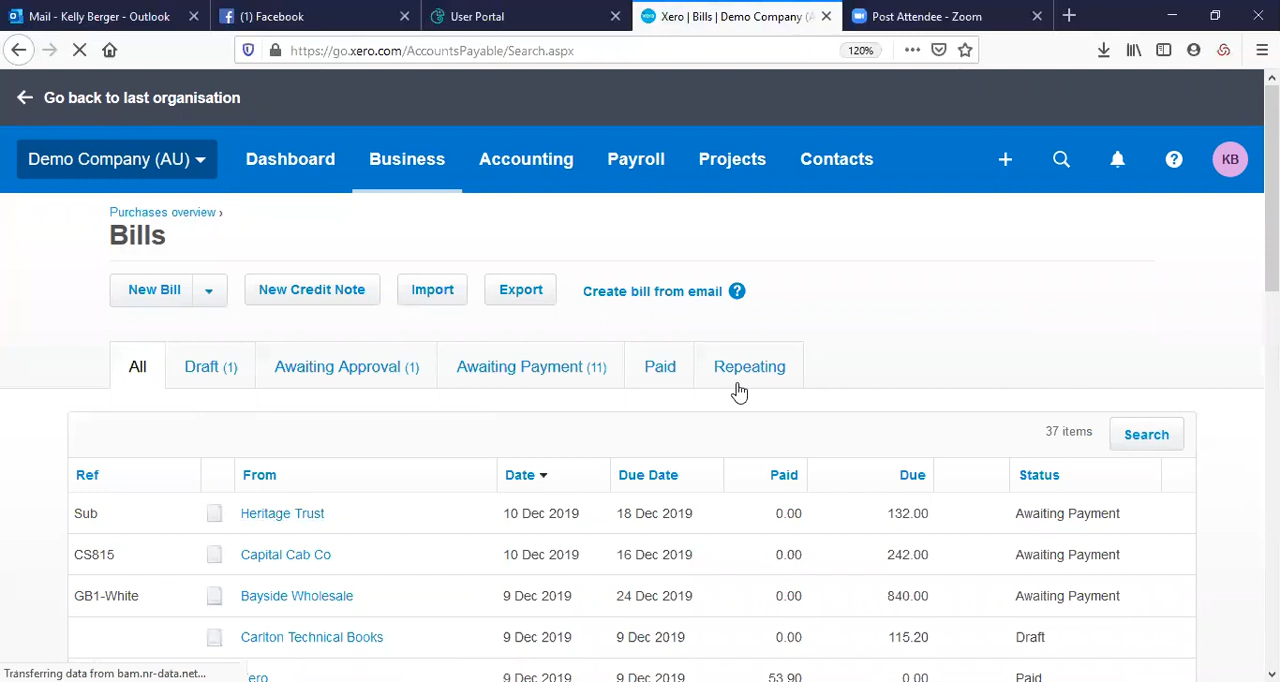 Mail - Kelly Berger - Outlook
(1) Facebook
User Portal
Xero | Bills | Demo Company (A
Post Attendee - Zoom
https://go.xero.com/AccountsPayable/Search.aspx
120%
Go back to last organisation
Demo Company (AU)
Dashboard
Business
Accounting
Payroll
Projects
Contacts
KB
Purchases overview ›
Bills
New Bill
New Credit Note
Import
Export
Create bill from email ?
All
Draft (1)
Awaiting Approval (1)
Awaiting Payment (11)
Paid
Repeating
37 items
Search
Ref From Date Due Date Paid Due Status
Sub Heritage Trust 10 Dec 2019 18 Dec 2019 0.00 132.00 Awaiting Payment
CS815 Capital Cab Co 10 Dec 2019 16 Dec 2019 0.00 242.00 Awaiting Payment
GB1-White Bayside Wholesale 9 Dec 2019 24 Dec 2019 0.00 840.00 Awaiting Payment
Carlton Technical Books 9 Dec 2019 9 Dec 2019 0.00 115.20 Draft
ero 9 Dec 2019 9 Dec 2019 53.90 0.00 Paid
Transferring data from bam.nr-data.net...